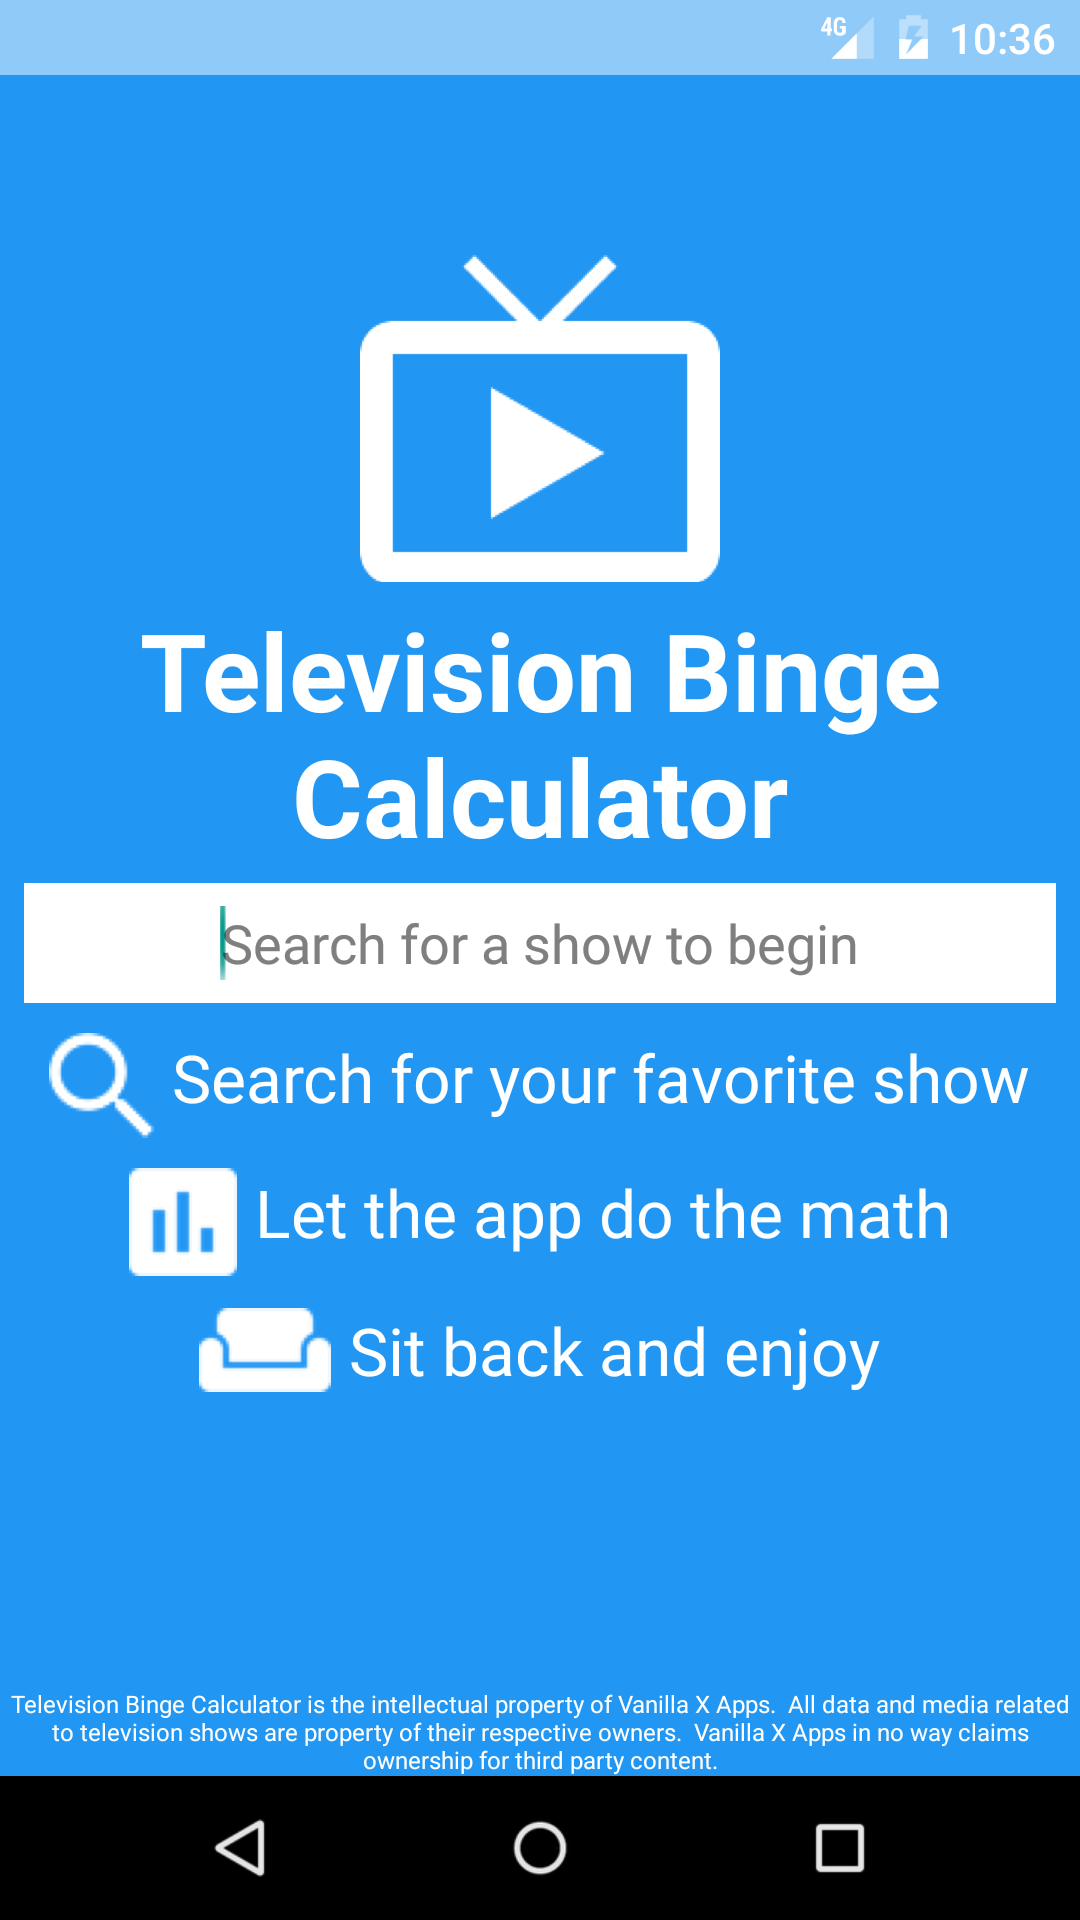 4G 10:36
Television Binge
Calculator
Search for a show to begin
Search for your favorite show
Let the app do the math
Sit back and enjoy
Television Binge Calculator is the intellectual property of Vanilla X Apps.  All data and media related
to television shows are property of their respective owners.  Vanilla X Apps in no way claims
ownership for third party content.